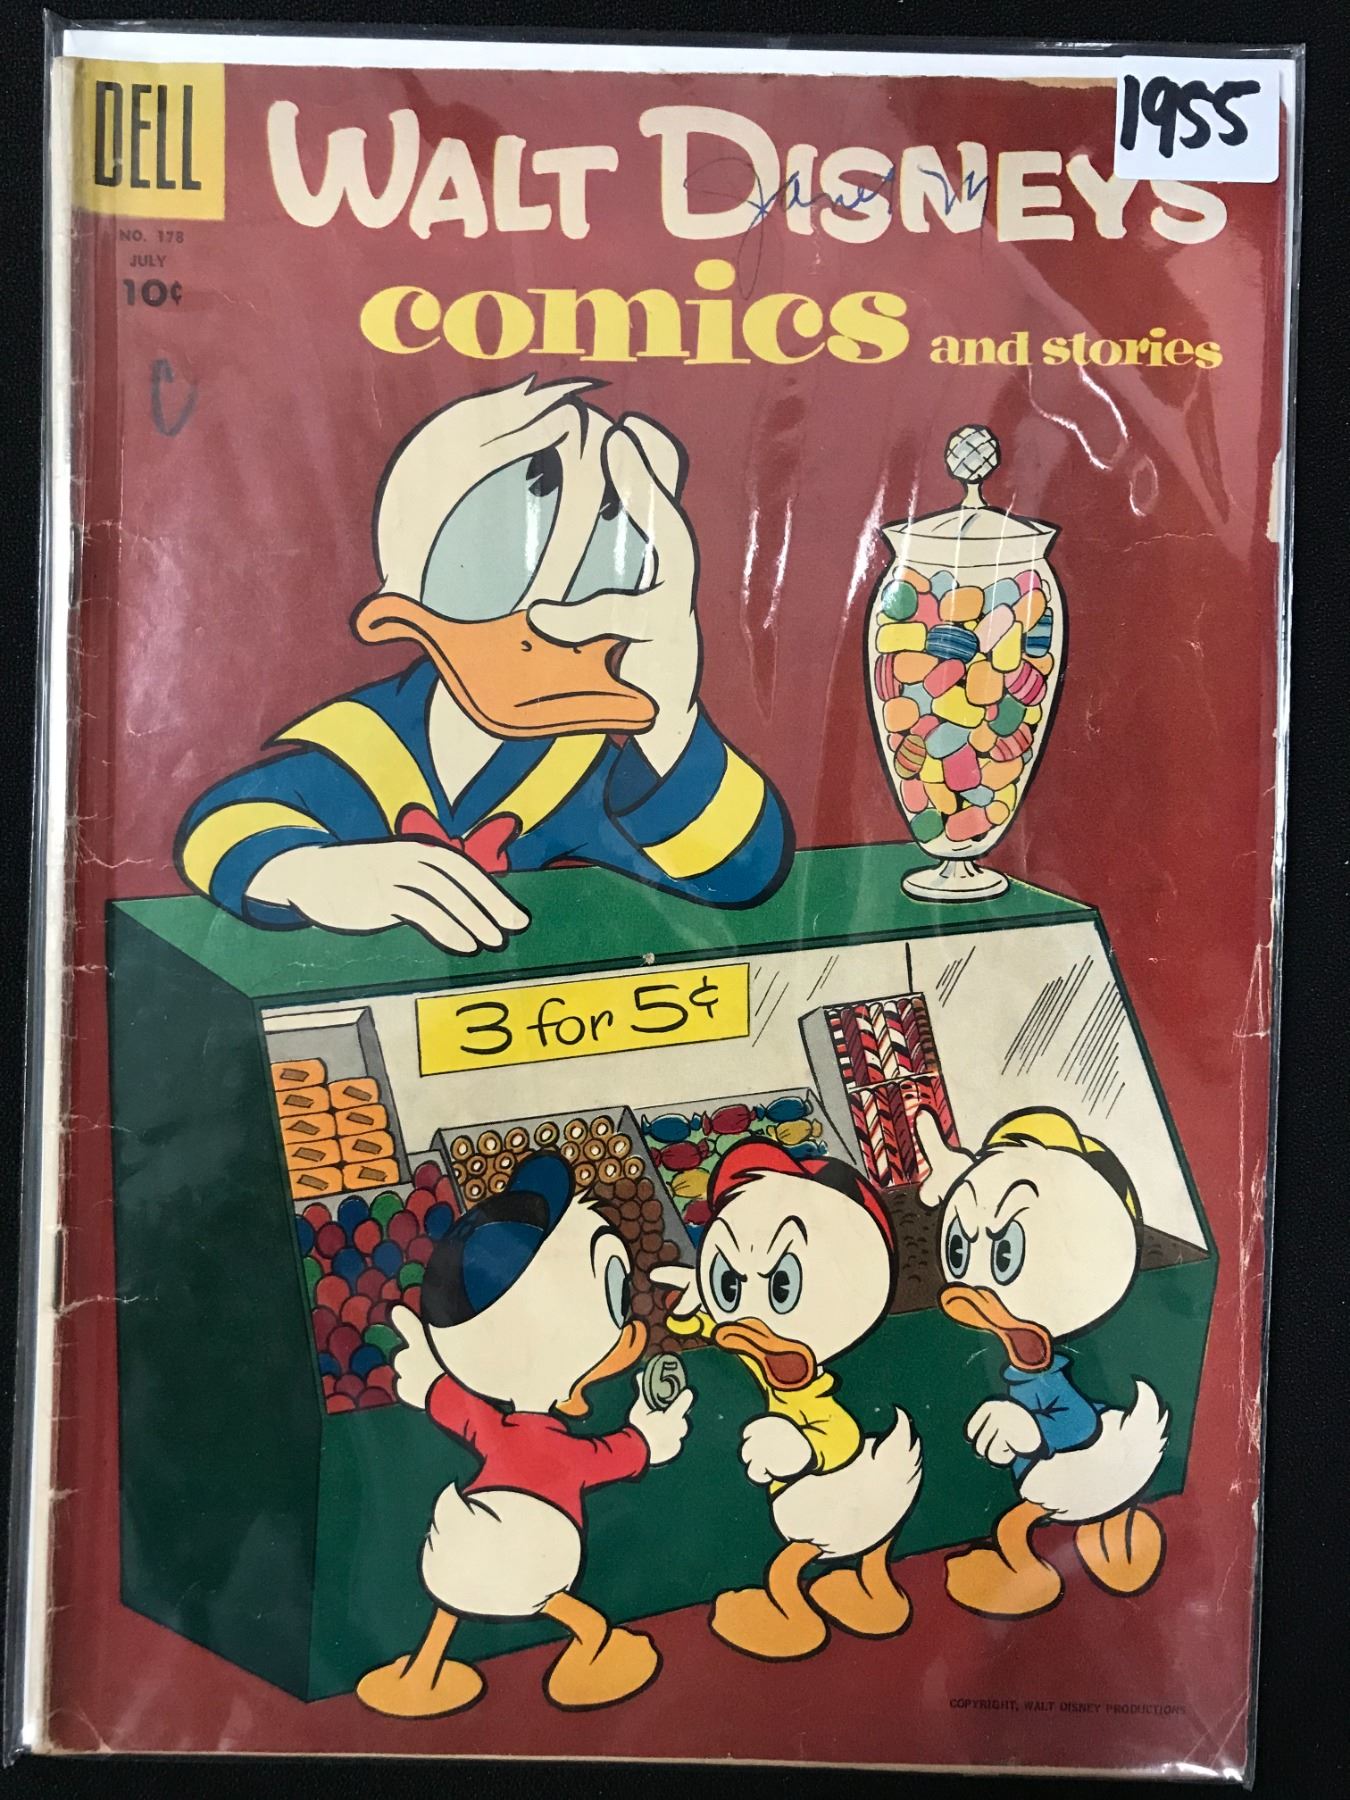 DELL
1955
WALT DISNEYS
NO. 178
JULY
10¢
comics and stories
C
3 for 5¢
5
COPYRIGHT, WALT DISNEY PRODUCTIONS